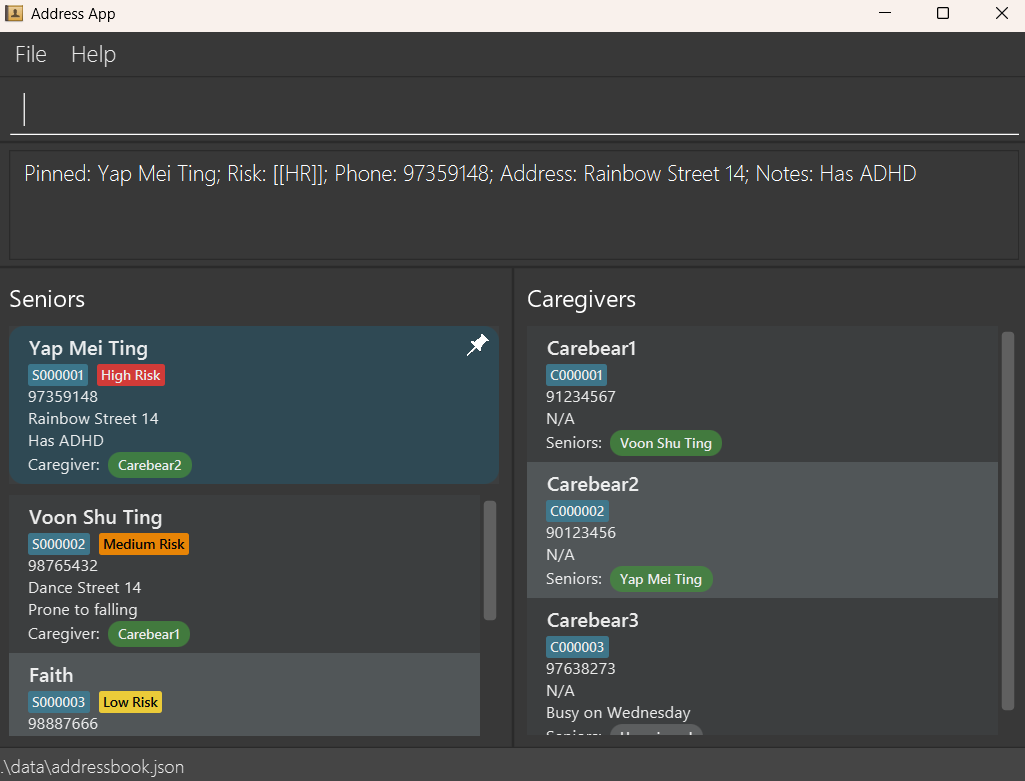 Address App
File Help
Pinned: Yap Mei Ting; Risk: [[HR]]; Phone: 97359148; Address: Rainbow Street 14; Notes: Has ADHD
Seniors
Yap Mei Ting
S000001 High Risk
97359148
Rainbow Street 14
Has ADHD
Caregiver: Carebear2
Voon Shu Ting
S000002 Medium Risk
98765432
Dance Street 14
Prone to falling
Caregiver: Carebear1
Faith
S000003 Low Risk
98887666
Caregivers
Carebear1
C000001
91234567
N/A
Seniors: Voon Shu Ting
Carebear2
C000002
90123456
N/A
Seniors: Yap Mei Ting
Carebear3
C000003
97638273
N/A
Busy on Wednesday
Seniors:
.\data\addressbook.json